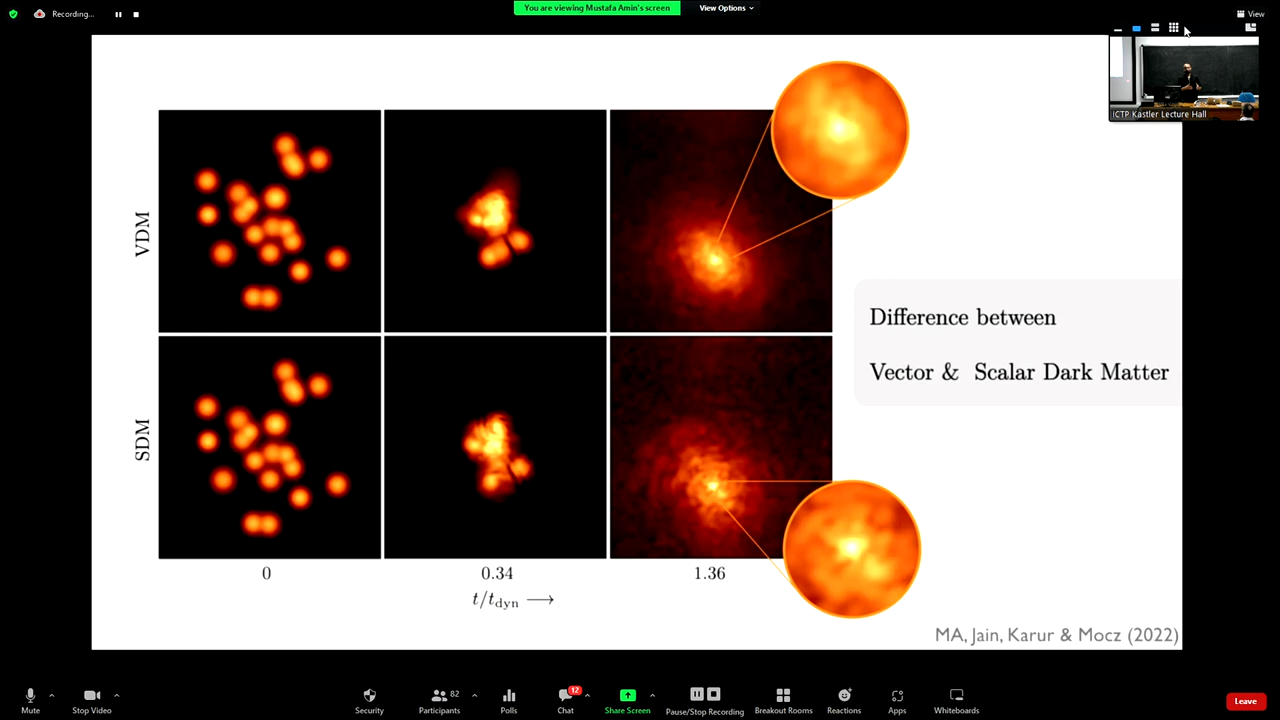 Recording...
You are viewing Mustafa Amin's screen
View Options
View
ICTP Kastler Lecture Hall
VDM
SDM
Difference between
Vector & Scalar Dark Matter
0
0.34
1.36
t/t_dyn ⟶
MA, Jain, Karur & Mocz (2022)
Mute
Stop Video
Security
82
Participants
Polls
12
Chat
Share Screen
Pause/Stop Recording
Breakout Rooms
Reactions
Apps
Whiteboards
Leave